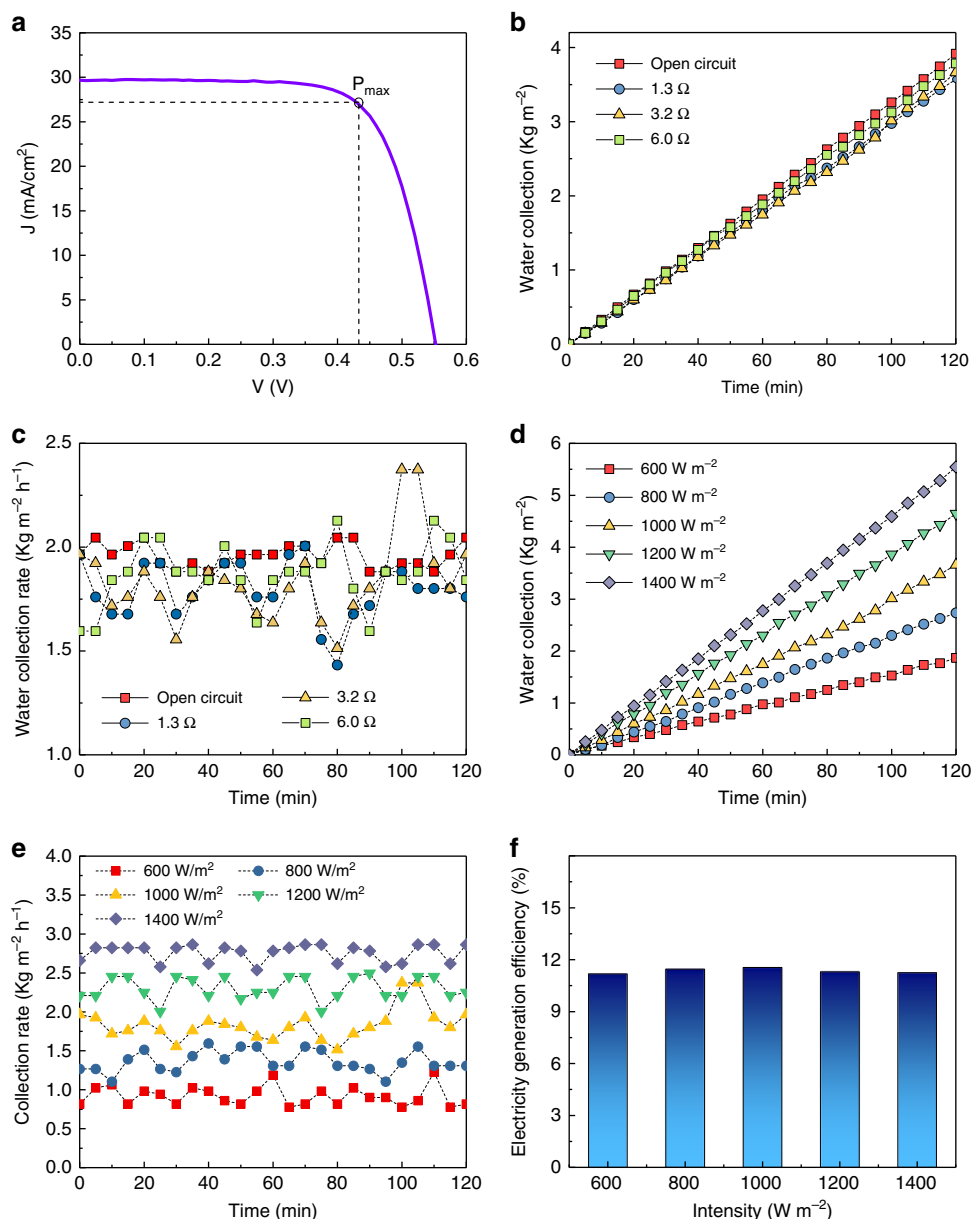 a
35
30
25
20
15
10
5
0
J (mA/cm²)
Pmax
0.0 0.1 0.2 0.3 0.4 0.5 0.6
V (V)
b
4
3
2
1
0
Water collection (Kg m⁻²)
Open circuit
1.3 Ω
3.2 Ω
6.0 Ω
0 20 40 60 80 100 120
Time (min)
c
2.5
2.0
1.5
1.0
Water collection rate (Kg m⁻² h⁻¹)
Open circuit 3.2 Ω
1.3 Ω 6.0 Ω
0 20 40 60 80 100 120
Time (min)
d
6
5
4
3
2
1
0
Water collection (Kg m⁻²)
600 W m⁻²
800 W m⁻²
1000 W m⁻²
1200 W m⁻²
1400 W m⁻²
0 20 40 60 80 100 120
Time (min)
e
4.0
3.5
3.0
2.5
2.0
1.5
1.0
0.5
0.0
Collection rate (Kg m⁻² h⁻¹)
600 W/m² 800 W/m²
1000 W/m² 1200 W/m²
1400 W/m²
0 20 40 60 80 100 120
Time (min)
f
15
12
9
6
3
0
Electricity generation efficiency (%)
600 800 1000 1200 1400
Intensity (W m⁻²)